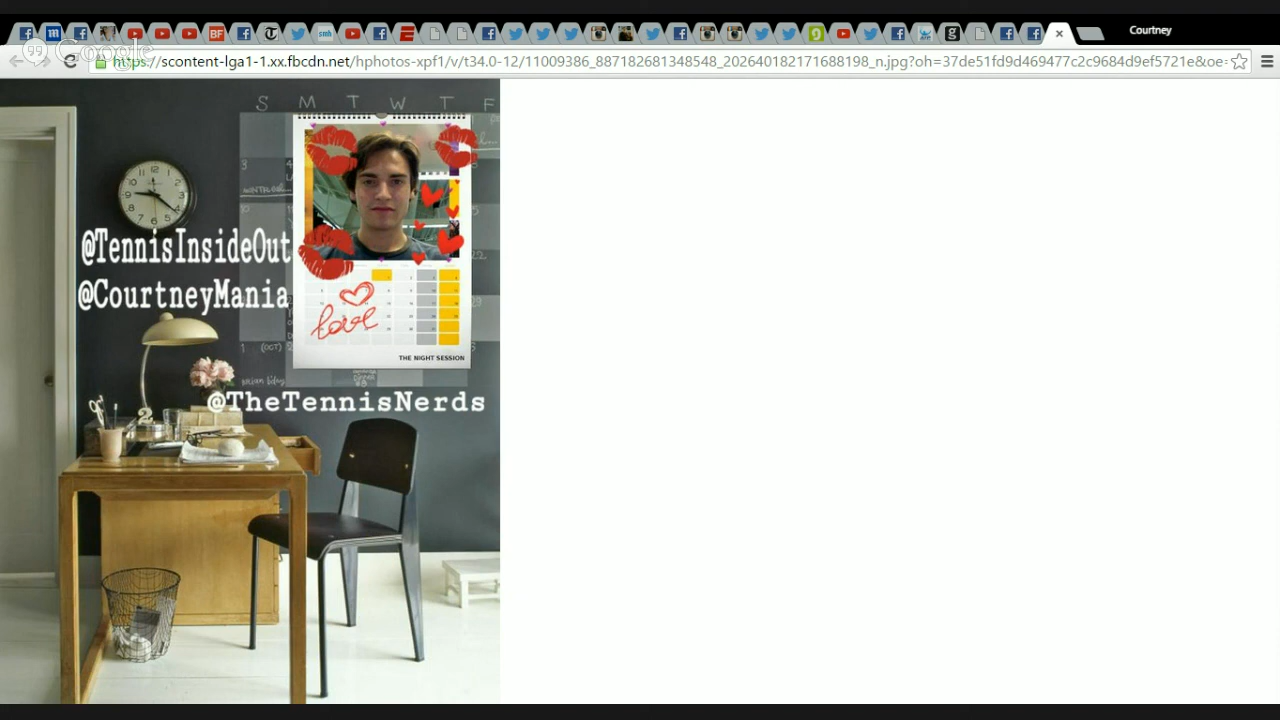 Courtney
Google
https://scontent-lga1-1.xx.fbcdn.net/hphotos-xpf1/v/t34.0-12/11009386_887182681348548_202640182171688198_n.jpg?oh=37de51fd9d469477c2c9684d9ef5721e&oe=
S M T W T F
@TennisInsideOut
@CourtneyMania
love
THE NIGHT SESSION
@TheTennisNerds